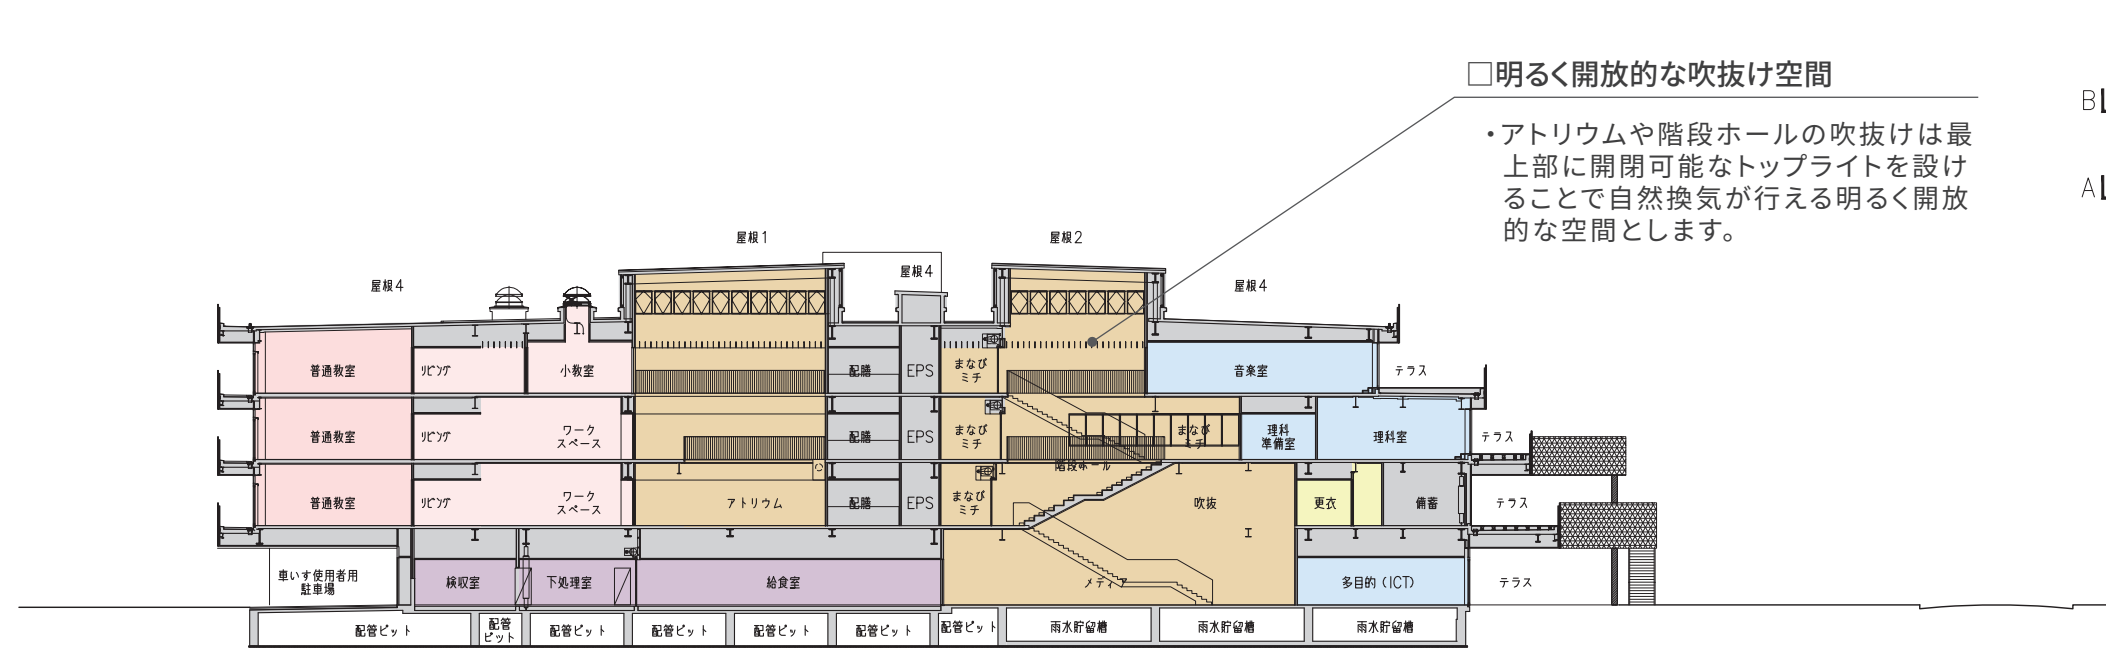 □明るく開放的な吹抜け空間
・アトリウムや階段ホールの吹抜けは最
上部に開閉可能なトップライトを設け
ることで自然換気が行える明るく開放
的な空間とします。
B
A
屋根1
屋根2
屋根4
屋根4
屋根4
普通教室
リビング
小教室
配膳
EPS
まなび
ミチ
音楽室
テラス
普通教室
リビング
ワーク
スペース
配膳
EPS
まなび
ミチ
まなび
ミチ
理科
準備室
理科室
テラス
階段ホール
普通教室
リビング
ワーク
スペース
アトリウム
配膳
EPS
まなび
ミチ
吹抜
更衣
備蓄
テラス
車いす使用者用
駐車場
検収室
下処理室
給食室
メディア
多目的(ICT)
テラス
配管ピット
配管
ピット
配管ピット
配管ピット
配管ピット
配管ピット
配管ピット
雨水貯留槽
雨水貯留槽
雨水貯留槽